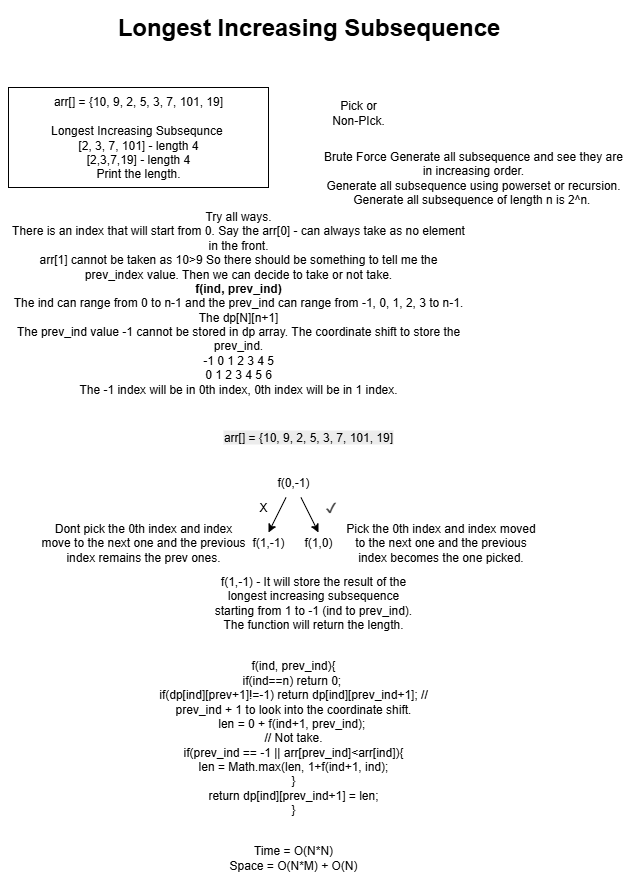 Longest Increasing Subsequence
arr[] = {10, 9, 2, 5, 3, 7, 101, 19]
Longest Increasing Subsequnce
[2, 3, 7, 101] - length 4
[2,3,7,19] - length 4
Print the length.
Pick or
Non-PIck.
Brute Force Generate all subsequence and see they are
in increasing order.
Generate all subsequence using powerset or recursion.
Generate all subsequence of length n is 2^n.
Try all ways.
There is an index that will start from 0. Say the arr[0] - can always take as no element
in the front.
arr[1] cannot be taken as 10>9 So there should be something to tell me the
prev_index value. Then we can decide to take or not take.
f(ind, prev_ind)
The ind can range from 0 to n-1 and the prev_ind can range from -1, 0, 1, 2, 3 to n-1.
The dp[N][n+1]
The prev_ind value -1 cannot be stored in dp array. The coordinate shift to store the
prev_ind.
-1 0 1 2 3 4 5
0 1 2 3 4 5 6
The -1 index will be in 0th index, 0th index will be in 1 index.
arr[] = {10, 9, 2, 5, 3, 7, 101, 19]
f(0,-1)
X ✓
Dont pick the 0th index and index
move to the next one and the previous
index remains the prev ones.
f(1,-1) f(1,0)
Pick the 0th index and index moved
to the next one and the previous
index becomes the one picked.
f(1,-1) - It will store the result of the
longest increasing subsequence
starting from 1 to -1 (ind to prev_ind).
The function will return the length.
f(ind, prev_ind){
if(ind==n) return 0;
if(dp[ind][prev+1]!=-1) return dp[ind][prev_ind+1]; //
prev_ind + 1 to look into the coordinate shift.
len = 0 + f(ind+1, prev_ind);
// Not take.
if(prev_ind == -1 || arr[prev_ind]<arr[ind]){
len = Math.max(len, 1+f(ind+1, ind);
}
return dp[ind][prev_ind+1] = len;
}
Time = O(N*N)
Space = O(N*M) + O(N)